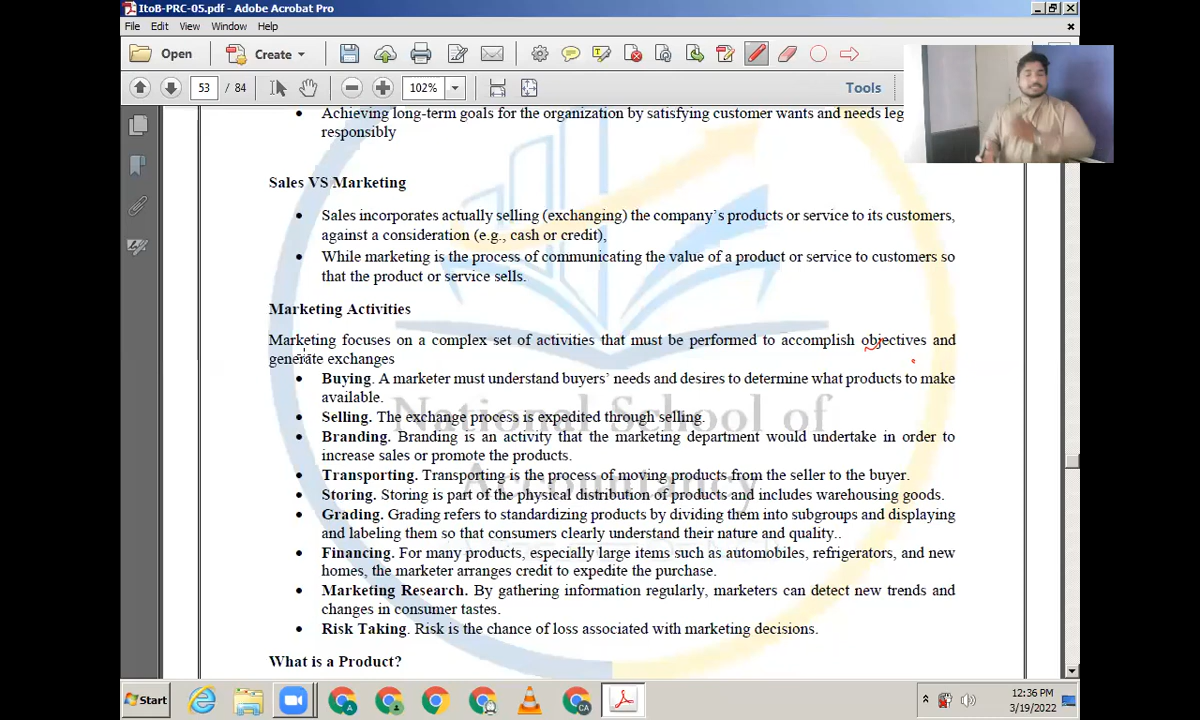 ItoB-PRC-05.pdf - Adobe Acrobat Pro
File Edit View Window Help
Open Create
53 / 84 102% Tools
Achieving long-term goals for the organization by satisfying customer wants and needs leg
responsibly
Sales VS Marketing
• Sales incorporates actually selling (exchanging) the company's products or service to its customers,
against a consideration (e.g., cash or credit),
• While marketing is the process of communicating the value of a product or service to customers so
that the product or service sells.
Marketing Activities
Marketing focuses on a complex set of activities that must be performed to accomplish objectives and
generate exchanges
• Buying. A marketer must understand buyers' needs and desires to determine what products to make
available.
• Selling. The exchange process is expedited through selling.
• Branding. Branding is an activity that the marketing department would undertake in order to
increase sales or promote the products.
• Transporting. Transporting is the process of moving products from the seller to the buyer.
• Storing. Storing is part of the physical distribution of products and includes warehousing goods.
• Grading. Grading refers to standardizing products by dividing them into subgroups and displaying
and labeling them so that consumers clearly understand their nature and quality..
• Financing. For many products, especially large items such as automobiles, refrigerators, and new
homes, the marketer arranges credit to expedite the purchase.
• Marketing Research. By gathering information regularly, marketers can detect new trends and
changes in consumer tastes.
• Risk Taking. Risk is the chance of loss associated with marketing decisions.
What is a Product?
National School of
Accountancy
Start
12:36 PM
3/19/2022